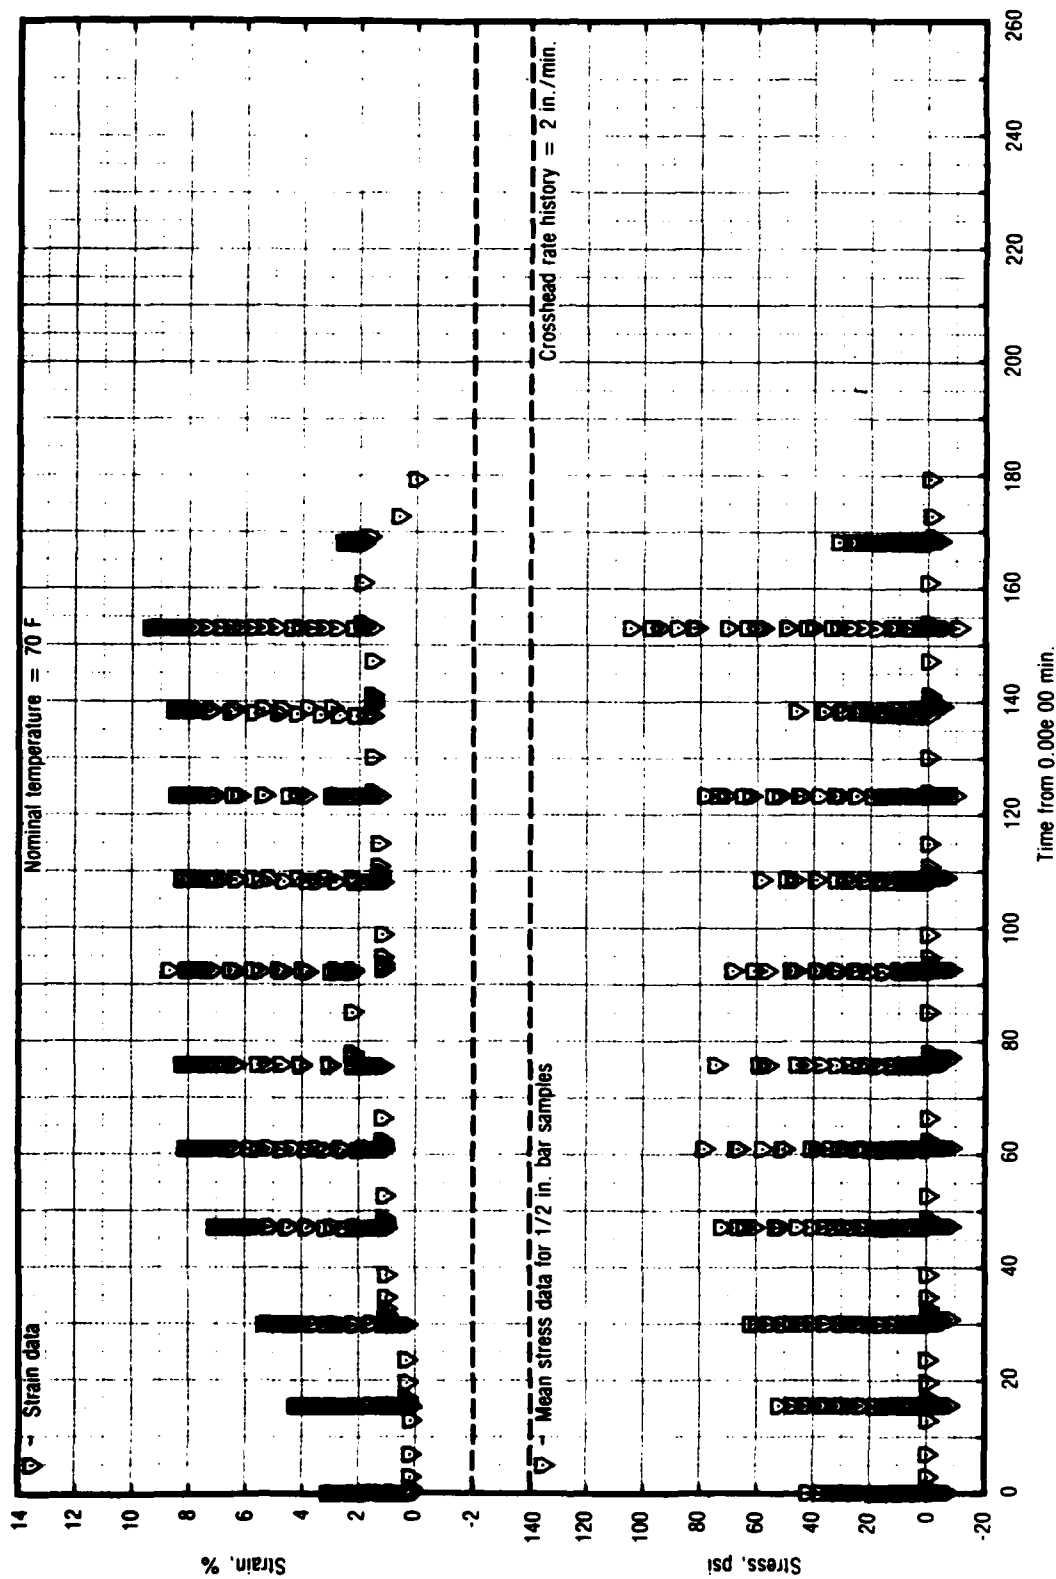 Strain data
Nominal temperature = 70 F
14
12
10
8
6
4
2
0
-2
Strain, %
Mean stress data for 1/2 in. bar samples
Crosshead rate history = 2 in./min.
140
120
100
80
60
40
20
0
-20
Stress, psi
0 20 40 60 80 100 120 140 160 180 200 220 240 260
Time from 0.00e 00 min.